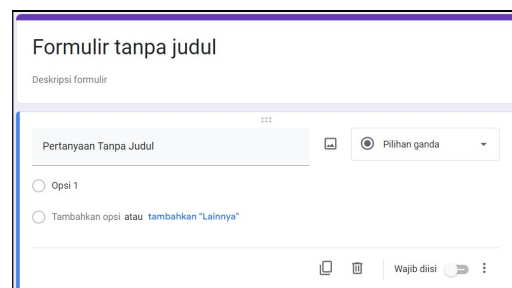 Formulir tanpa judul
Deskripsi formulir
Pertanyaan Tanpa Judul
Pilihan ganda
Opsi 1
Tambahkan opsi atau tambahkan "Lainnya"
Wajib diisi